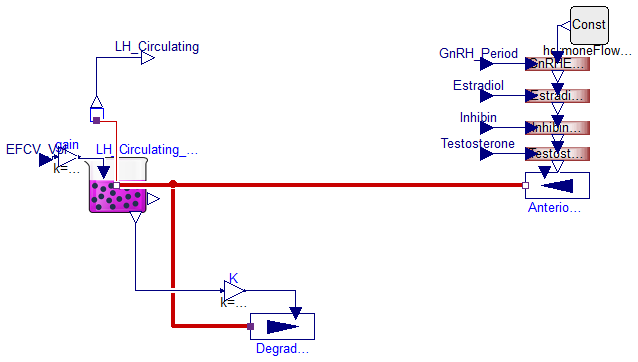 LH_Circulating
Const
hormoneFlow...
GnRH_Period
GnRHE...
Estradiol
Estradi...
Inhibin
Inhibin...
Testosterone
Testost...
EFCV_Vol
gain
LH_Circulating_...
k=...
Anterio...
K
k=...
Degrad...